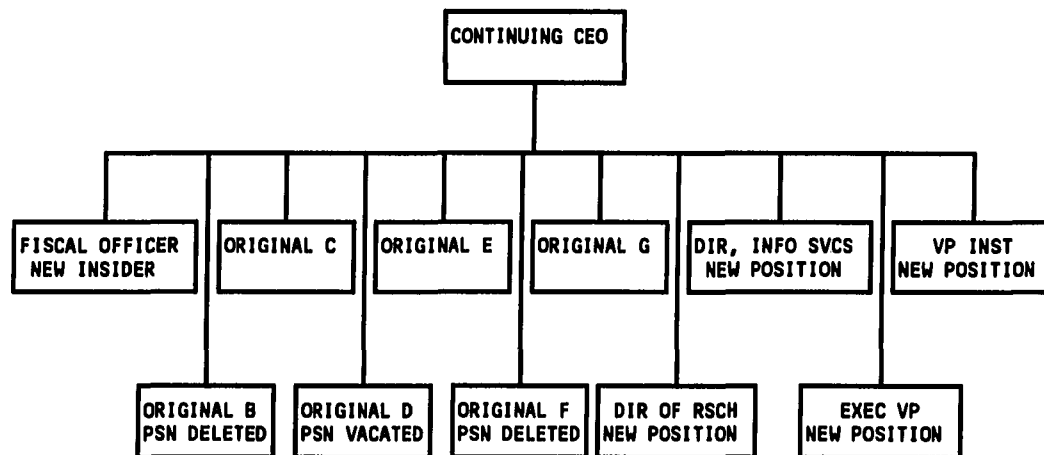 CONTINUING CEO
FISCAL OFFICER
NEW INSIDER
ORIGINAL C
ORIGINAL E
ORIGINAL G
DIR, INFO SVCS
NEW POSITION
VP INST
NEW POSITION
ORIGINAL B
PSN DELETED
ORIGINAL D
PSN VACATED
ORIGINAL F
PSN DELETED
DIR OF RSCH
NEW POSITION
EXEC VP
NEW POSITION